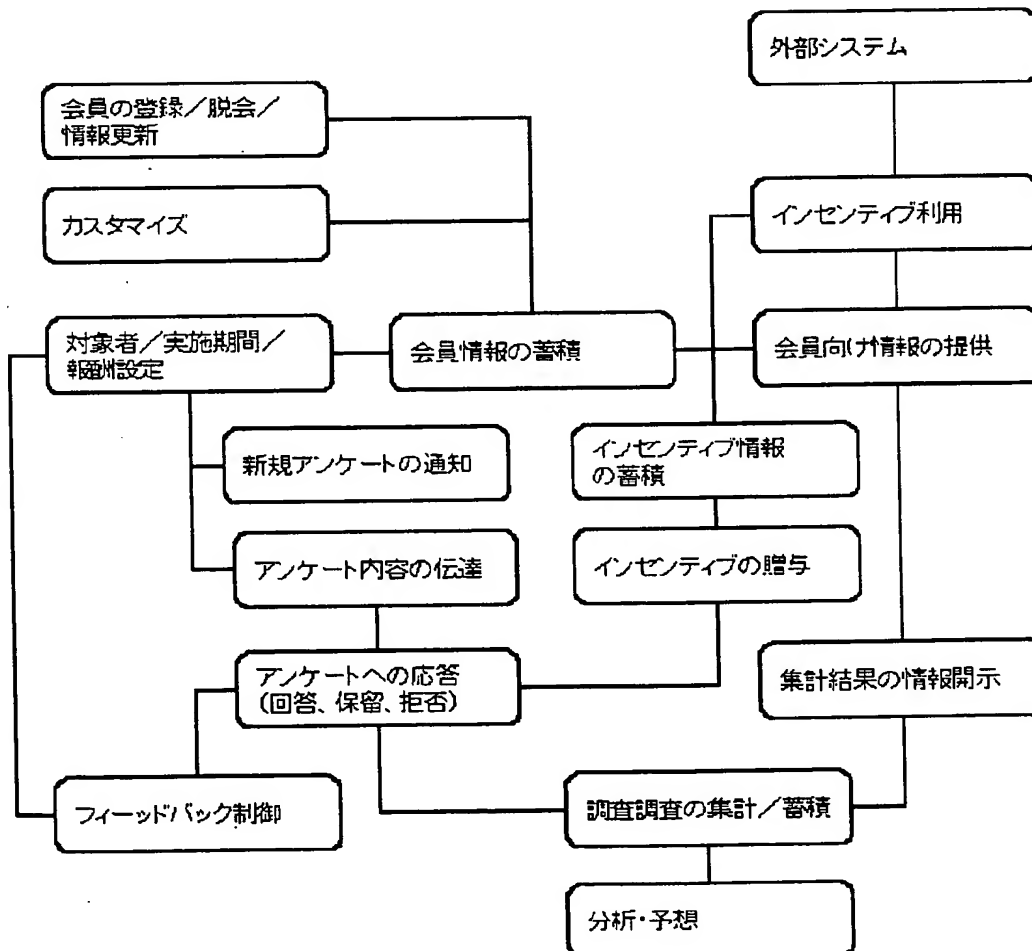 外部システム
会員の登録／脱会／
情報更新
カスタマイズ
インセンティブ利用
対象者／実施期間／
報酬設定
会員情報の蓄積
会員向け情報の提供
新規アンケートの通知
インセンティブ情報
の蓄積
アンケート内容の伝達
インセンティブの贈与
アンケートへの応答
(回答、保留、拒否)
集計結果の情報開示
フィードバック制御
調査調査の集計／蓄積
分析・予想